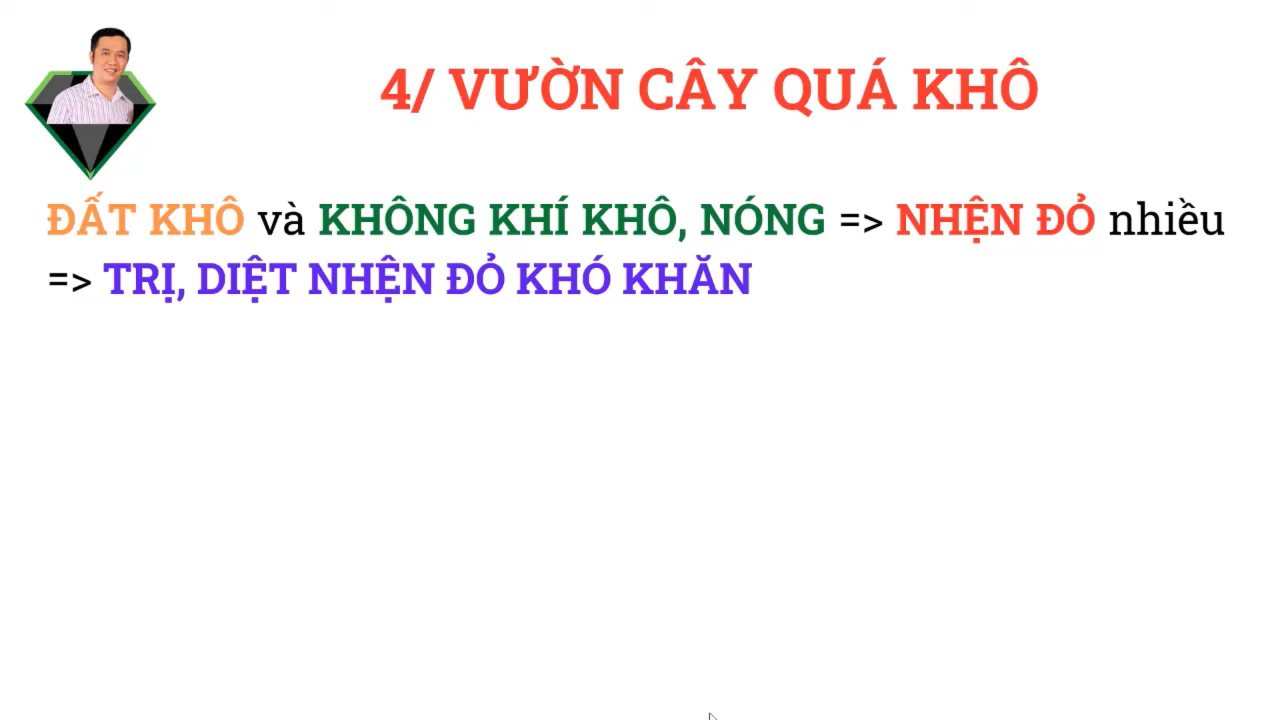 4/ VƯỜN CÂY QUÁ KHÔ
ĐẤT KHÔ và KHÔNG KHÍ KHÔ, NÓNG => NHỆN ĐỎ nhiều
=> TRỊ, DIỆT NHỆN ĐỎ KHÓ KHĂN